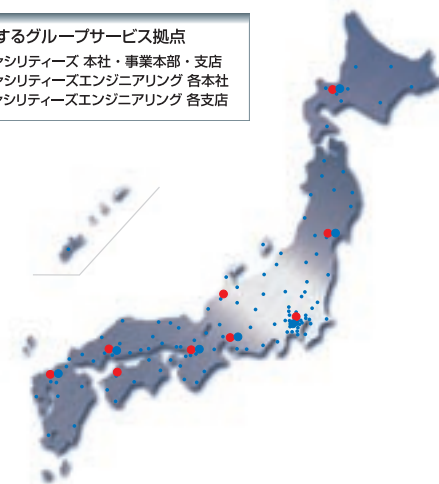 するグループサービス拠点
ァシリティーズ 本社・事業本部・支店
ァシリティーズエンジニアリング 各本社
ァシリティーズエンジニアリング 各支店